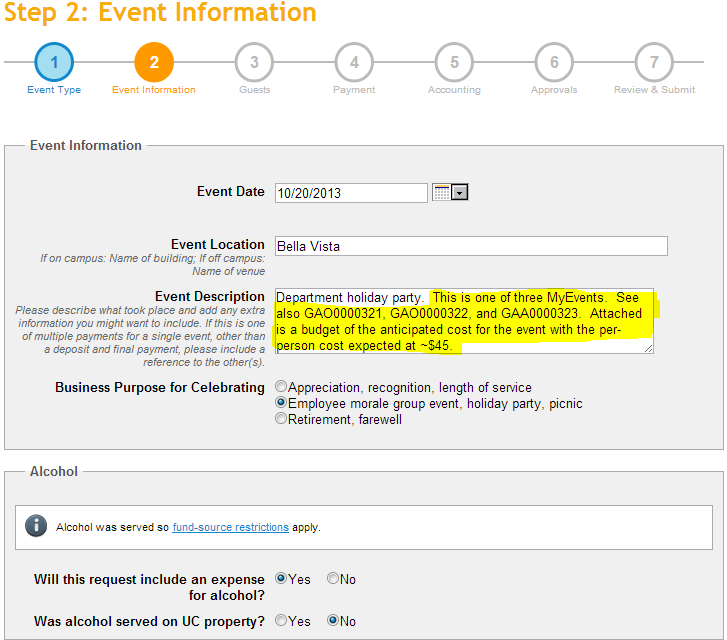 Step 2: Event Information
1 2 3 4 5 6 7
Event Type Event Information Guests Payment Accounting Approvals Review & Submit
Event Information
Event Date 10/20/2013
Event Location Bella Vista
If on campus: Name of building; If off campus:
Name of venue
Event Description
Please describe what took place and add any extra
information you might want to include. If this is one
of multiple payments for a single event, other than
a deposit and final payment, please include a
reference to the other(s).
Department holiday party. This is one of three MyEvents. See
also GAO0000321, GAO0000322, and GAA0000323. Attached
is a budget of the anticipated cost for the event with the per-
person cost expected at ~$45.
Business Purpose for Celebrating
Appreciation, recognition, length of service
Employee morale group event, holiday party, picnic
Retirement, farewell
Alcohol
i Alcohol was served so fund-source restrictions apply.
Will this request include an expense
for alcohol?
Yes No
Was alcohol served on UC property? Yes No